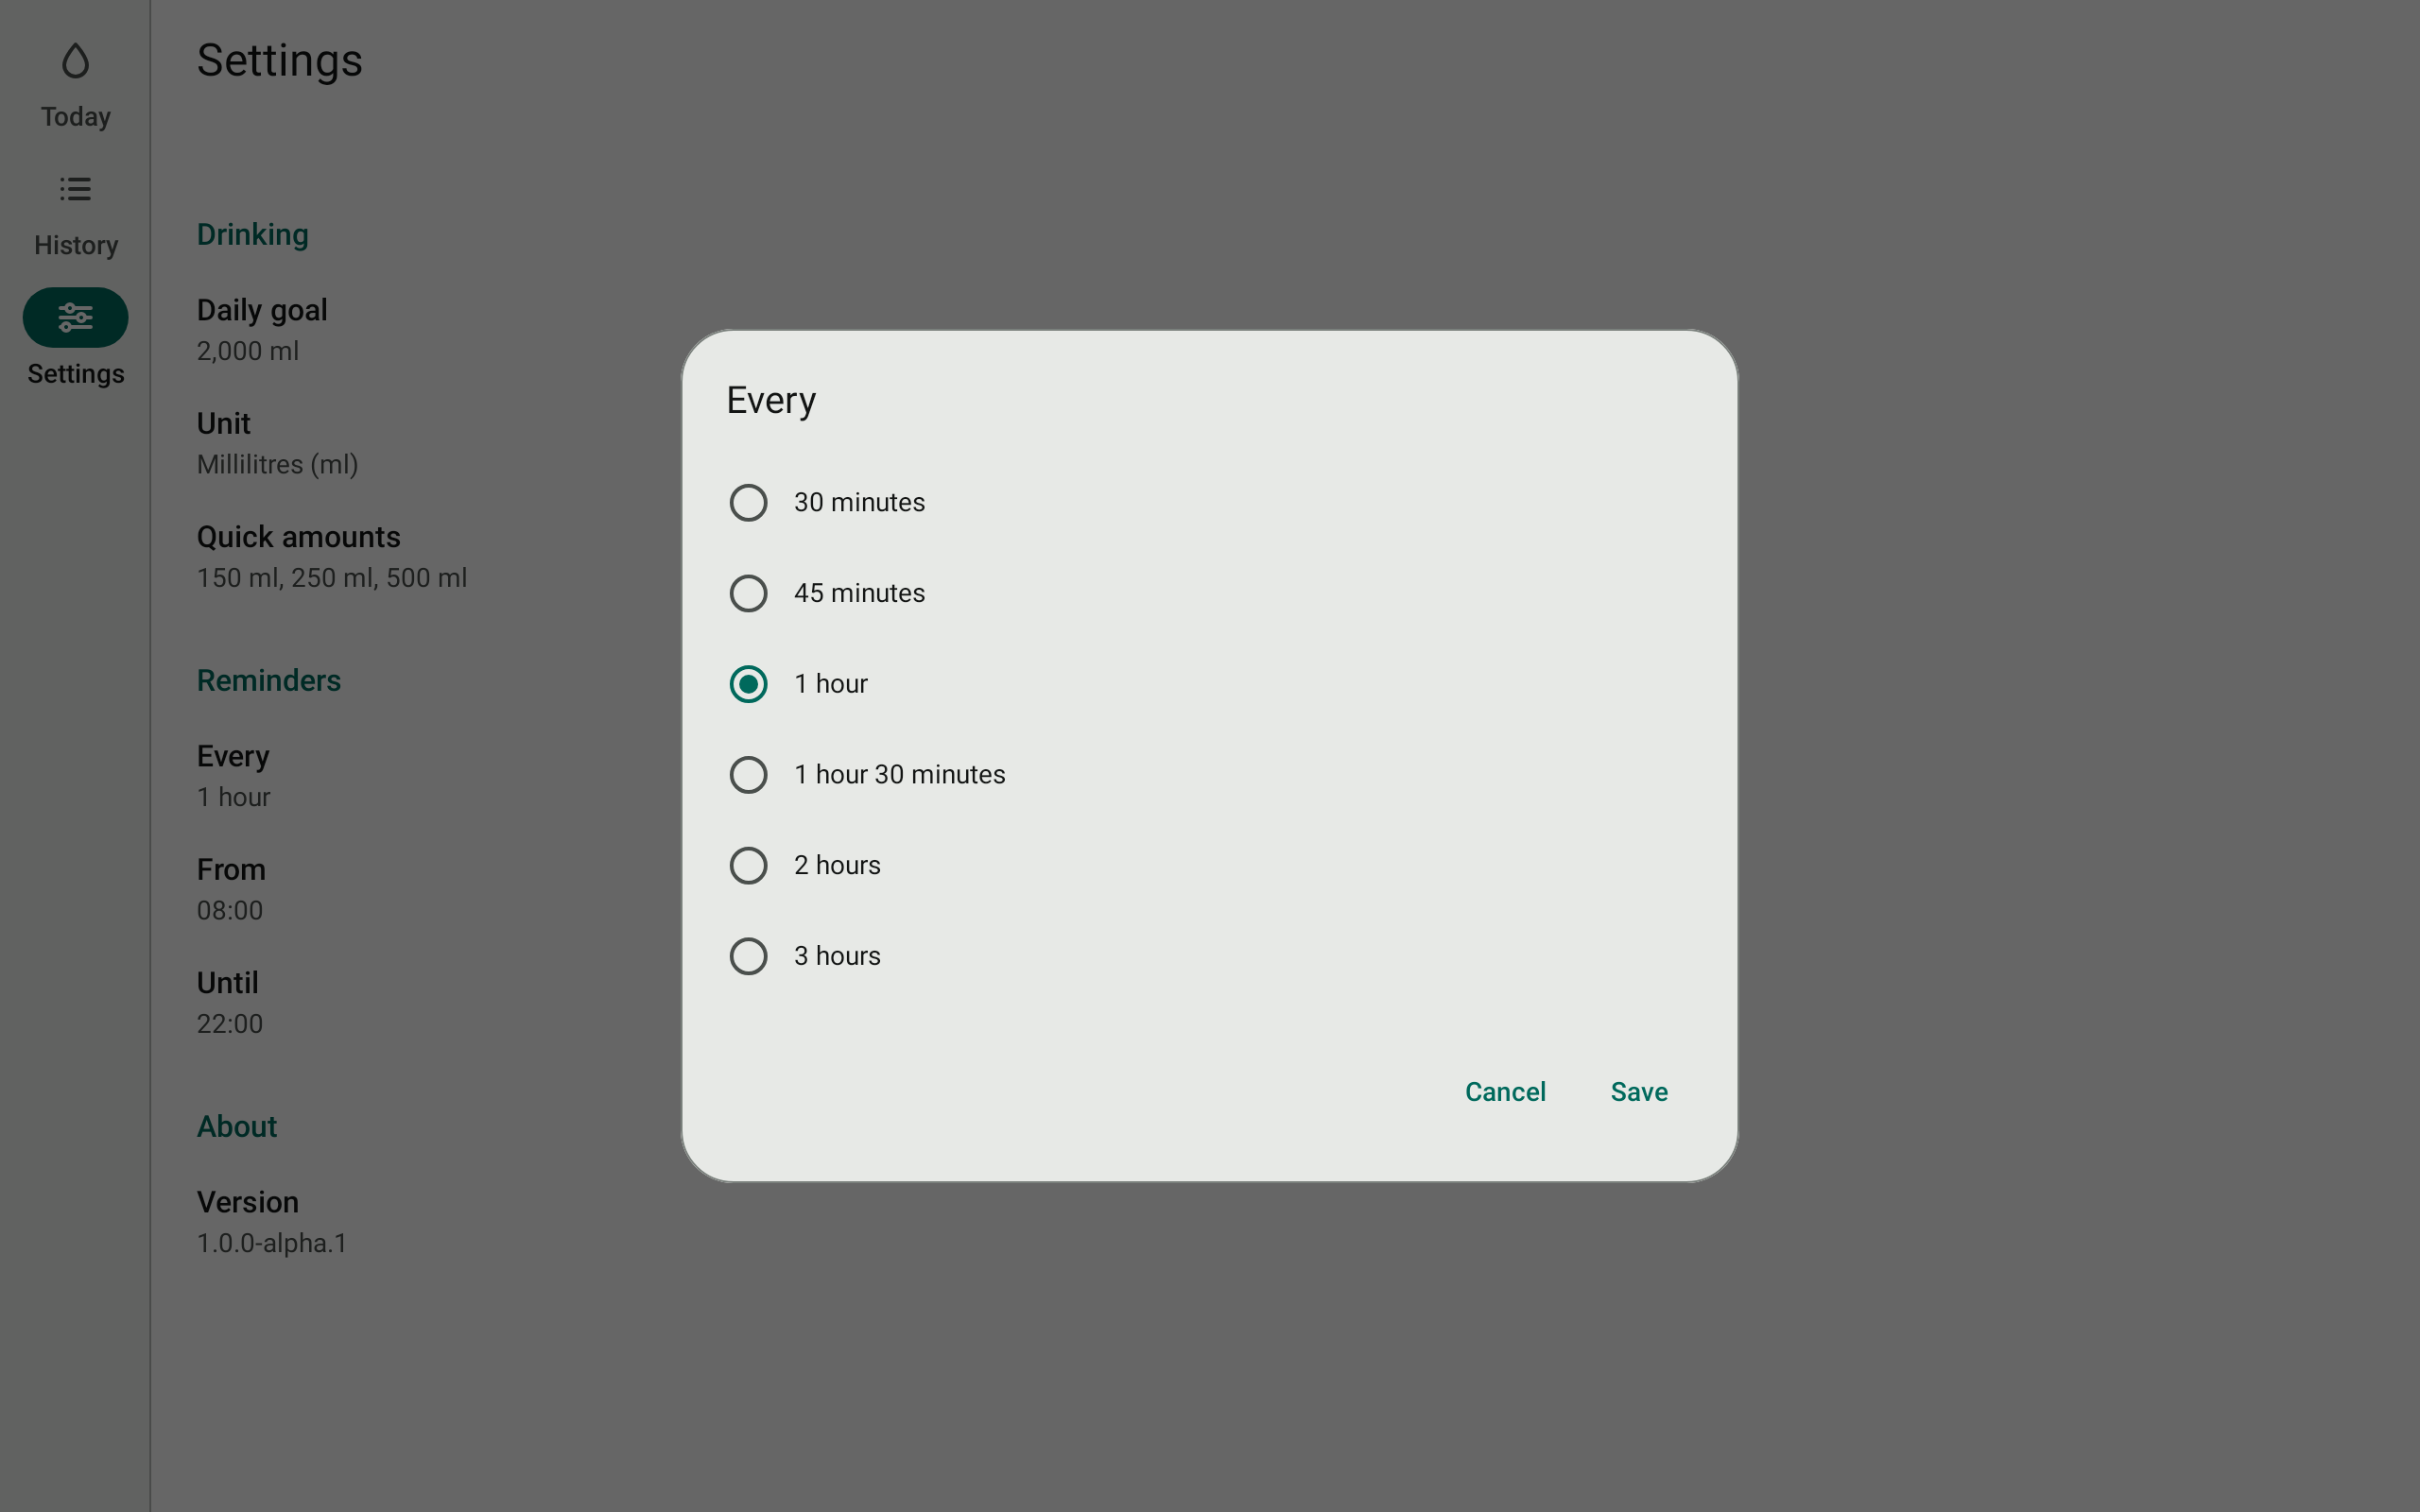 Today
History
Settings
Settings
Drinking
Daily goal
2,000 ml
Unit
Millilitres (ml)
Quick amounts
150 ml, 250 ml, 500 ml
Reminders
Every
1 hour
From
08:00
Until
22:00
About
Version
1.0.0-alpha.1
Every
30 minutes
45 minutes
1 hour
1 hour 30 minutes
2 hours
3 hours
Cancel
Save